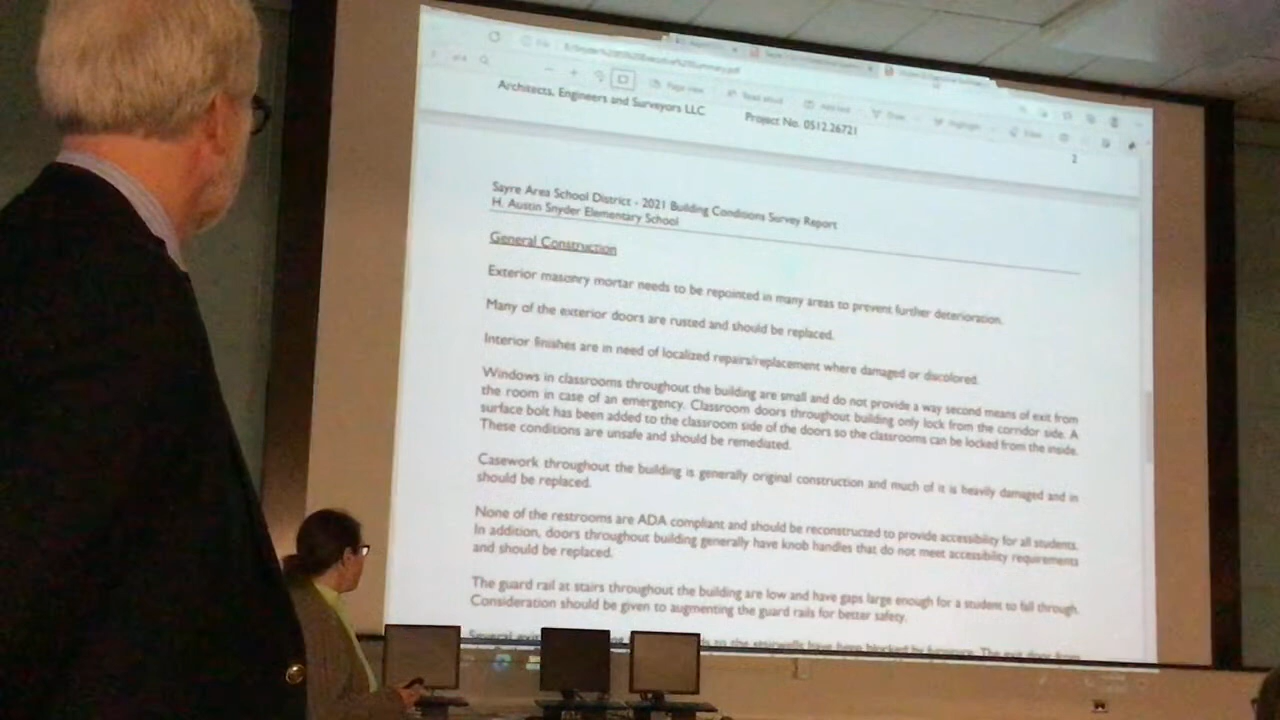 Page view
Read aloud
Architects, Engineers and Surveyors LLC
Project No. 0512.26721
2
Sayre Area School District - 2021 Building Conditions Survey Report
H. Austin Snyder Elementary School
General Construction
Exterior masonry mortar needs to be repointed in many areas to prevent further deterioration.
Many of the exterior doors are rusted and should be replaced.
Interior finishes are in need of localized repairs/replacement where damaged or discolored.
Windows in classrooms throughout the building are small and do not provide a way second means of exit from
the room in case of an emergency. Classroom doors throughout building only lock from the corridor side. A
surface bolt has been added to the classroom side of the doors so the classrooms can be locked from the inside.
These conditions are unsafe and should be remediated.
Casework throughout the building is generally original construction and much of it is heavily damaged and in
should be replaced.
None of the restrooms are ADA compliant and should be reconstructed to provide accessibility for all students.
In addition, doors throughout building generally have knob handles that do not meet accessibility requirements
and should be replaced.
The guard rail at stairs throughout the building are low and have gaps large enough for a student to fall through.
Consideration should be given to augmenting the guard rails for better safety.